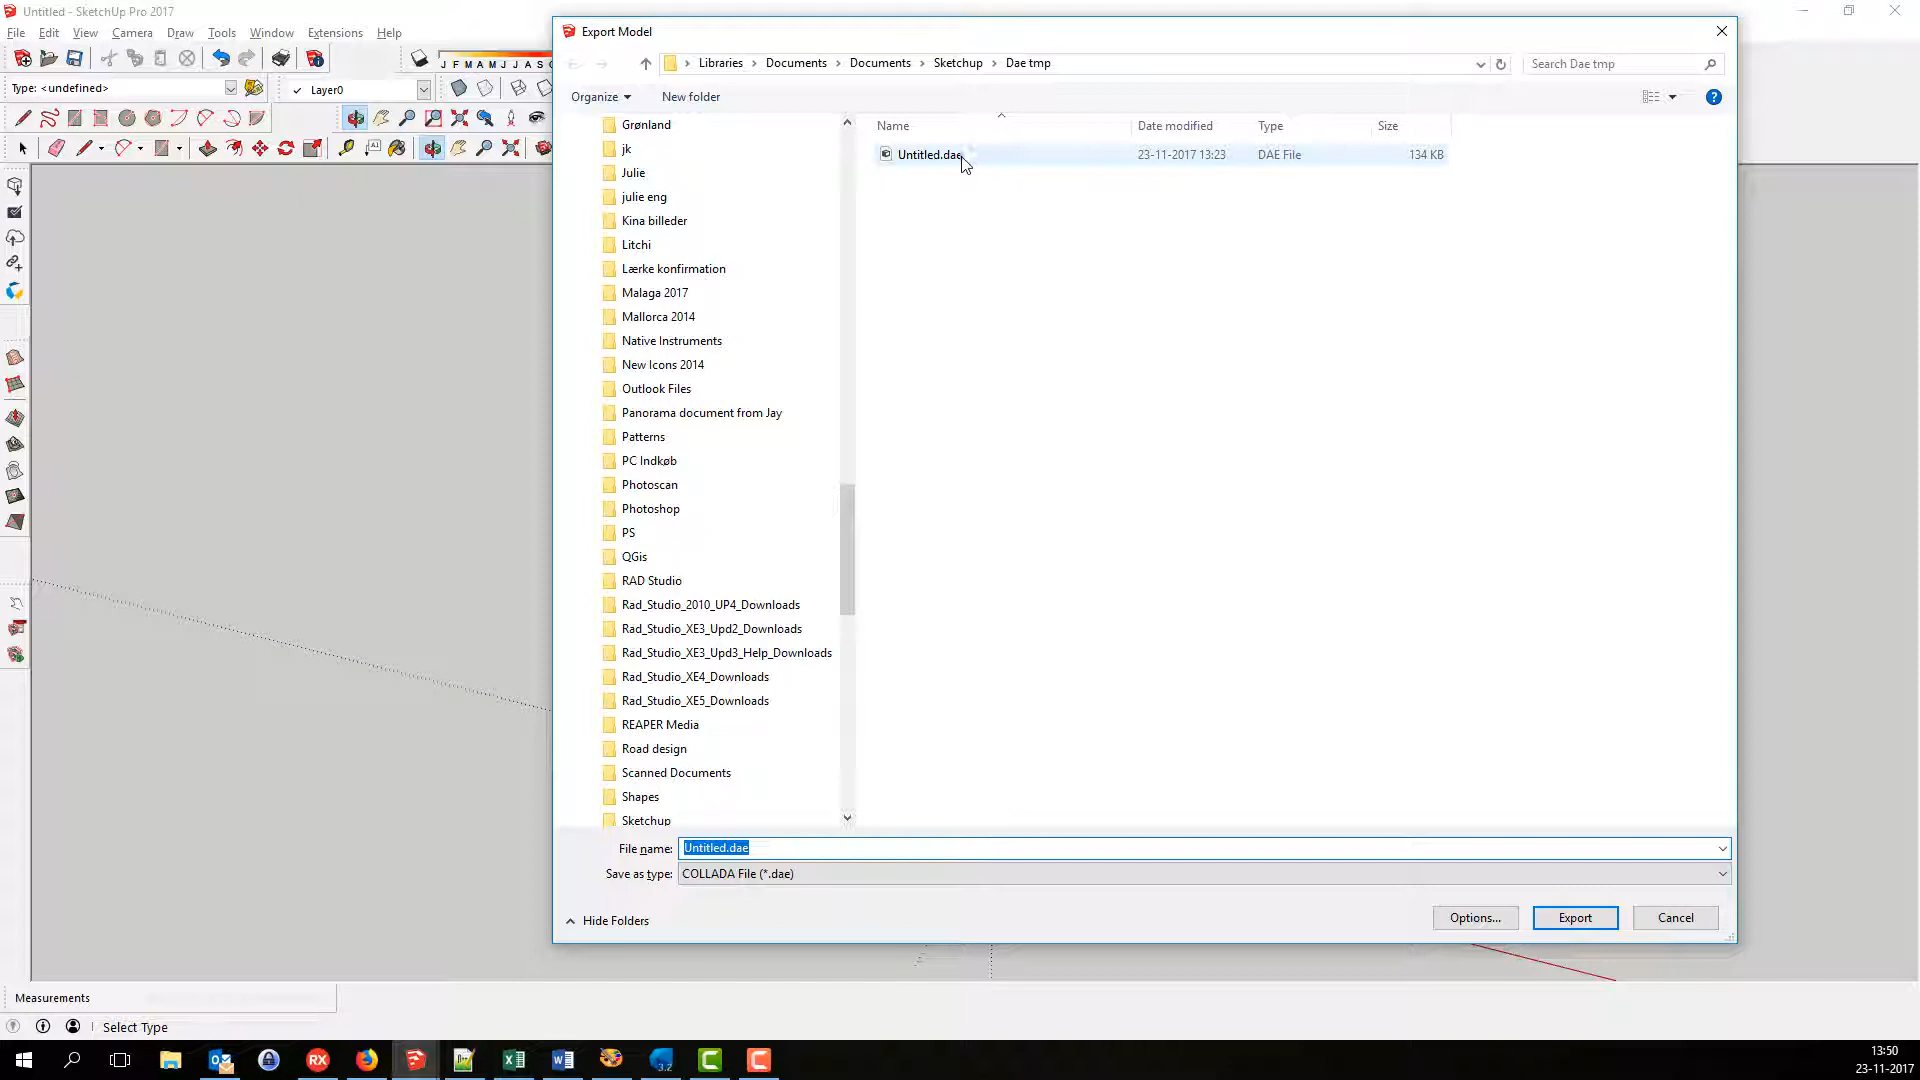 Untitled - SketchUp Pro 2017
File Edit View Camera Draw Tools Window Extensions Help
J F M A M J J A S
Type: <undefined>
Layer0
Measurements
Select Type
Export Model
Libraries > Documents > Documents > Sketchup > Dae tmp
Search Dae tmp
Organize New folder
Grønland
jk
Julie
julie eng
Kina billeder
Litchi
Lærke konfirmation
Malaga 2017
Mallorca 2014
Native Instruments
New Icons 2014
Outlook Files
Panorama document from Jay
Patterns
PC Indkøb
Photoscan
Photoshop
PS
QGis
RAD Studio
Rad_Studio_2010_UP4_Downloads
Rad_Studio_XE3_Upd2_Downloads
Rad_Studio_XE3_Upd3_Help_Downloads
Rad_Studio_XE4_Downloads
Rad_Studio_XE5_Downloads
REAPER Media
Road design
Scanned Documents
Shapes
Sketchup
Name Date modified Type Size
Untitled.dae 23-11-2017 13:23 DAE File 134 KB
File name: Untitled.dae
Save as type: COLLADA File (*.dae)
Hide Folders
Options... Export Cancel
RX
3.2
13:50
23-11-2017